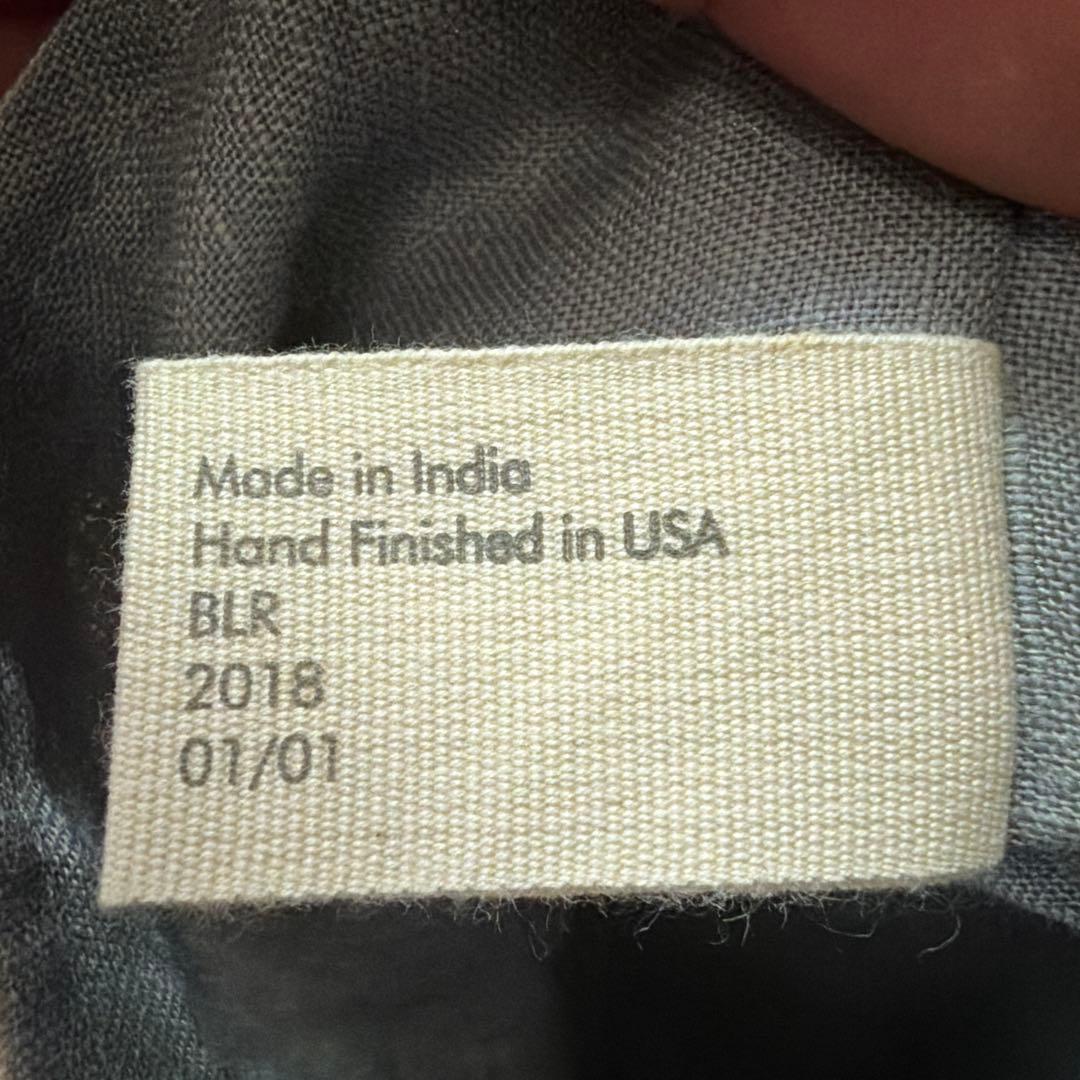 Made in India
Hand Finished in USA
BLR
2018
01/01